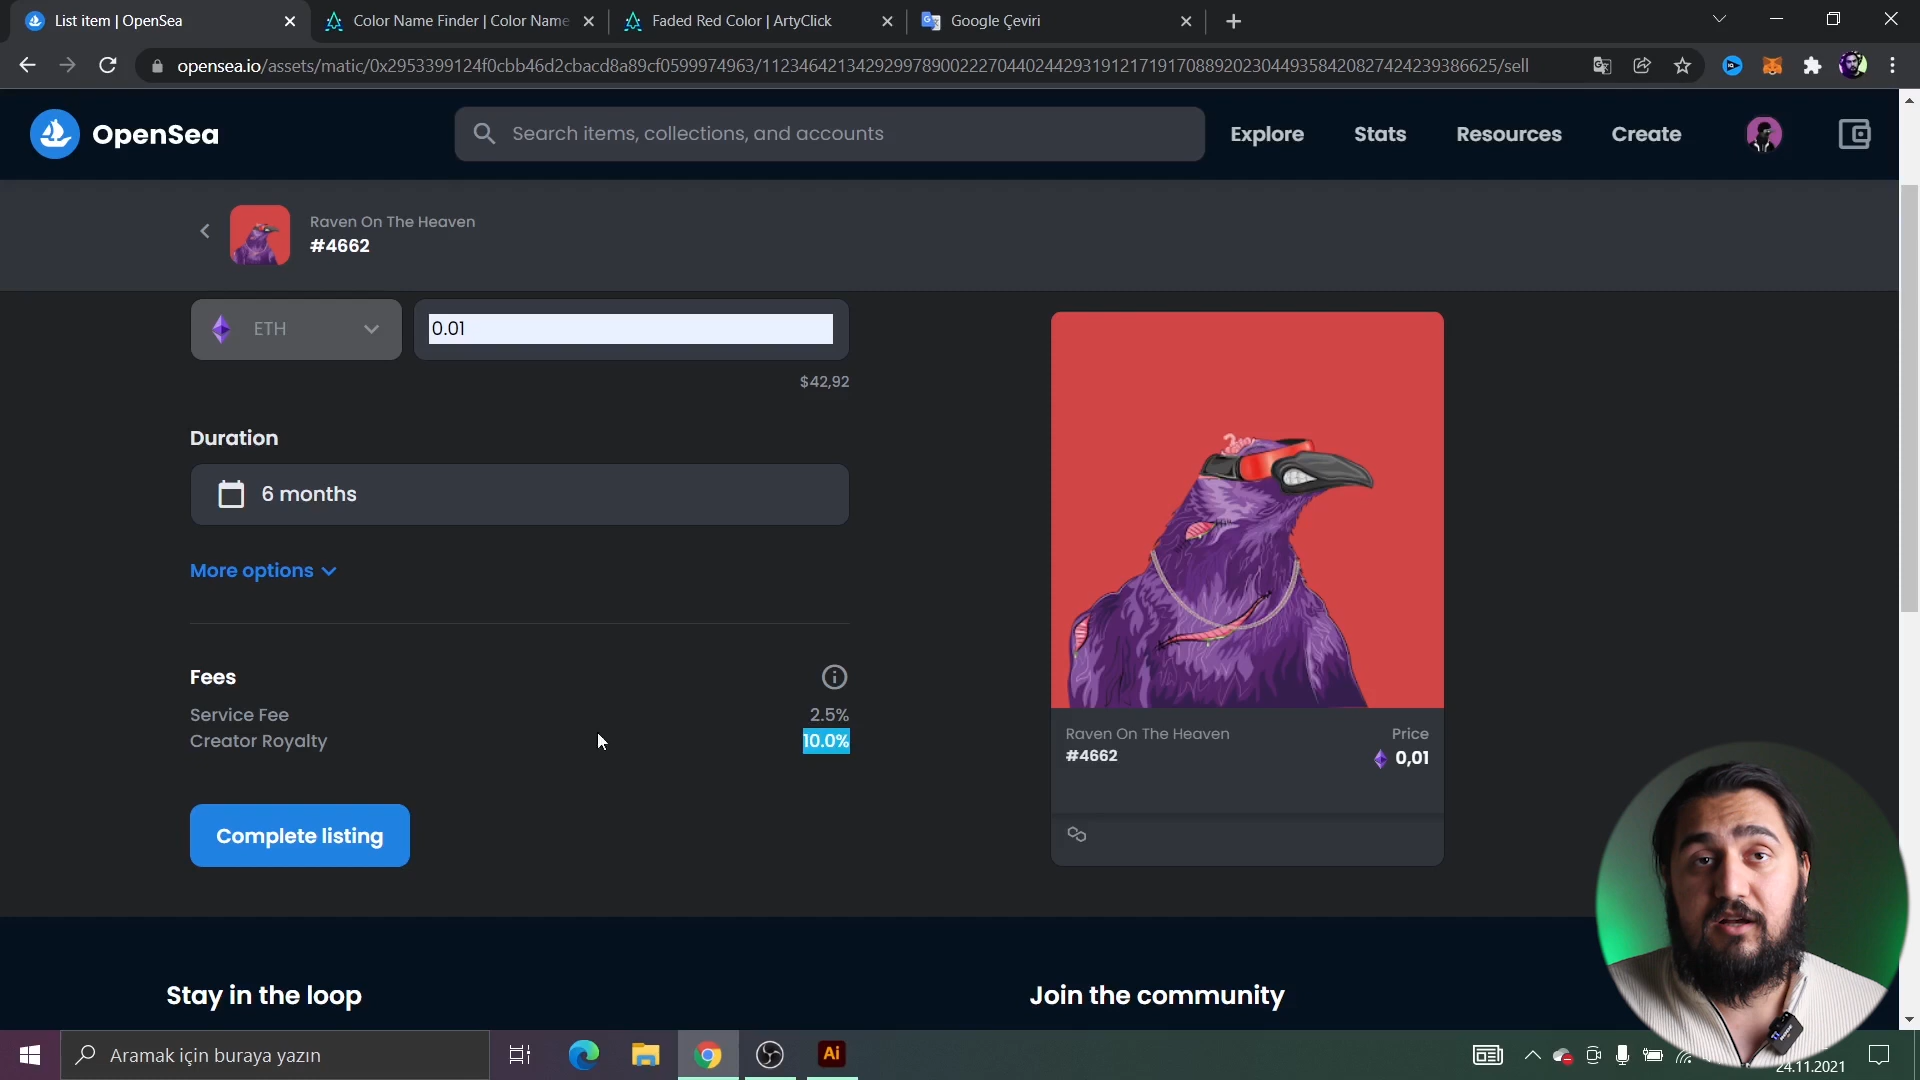 List item | OpenSea
Color Name Finder | Color Name
Faded Red Color | ArtyClick
Google Çeviri
opensea.io/assets/matic/0x2953399124f0cbb46d2cbacd8a89cf0599974963/112346421342929978900222704402442931912171917088920230449358420827424239386625/sell
OpenSea
Search items, collections, and accounts
Explore
Stats
Resources
Create
Raven On The Heaven
#4662
ETH
0.01
$42,92
Duration
6 months
More options
Fees
Service Fee
2.5%
Creator Royalty
10.0%
Complete listing
Raven On The Heaven
#4662
Price
0,01
Stay in the loop
Join the community
Aramak için buraya yazın
Ai
24.11.2021